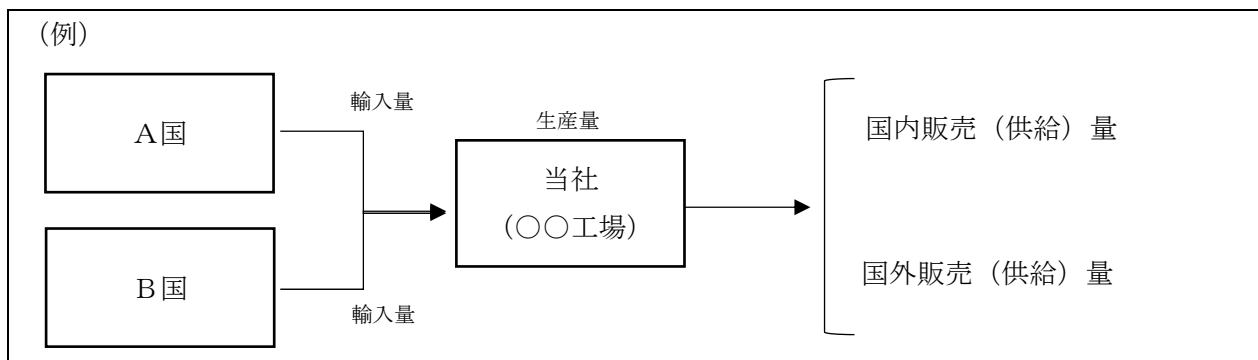 （例）
輸入量
Ａ国
生産量
当社
（○○工場）
国内販売（供給）量
Ｂ国
輸入量
国外販売（供給）量